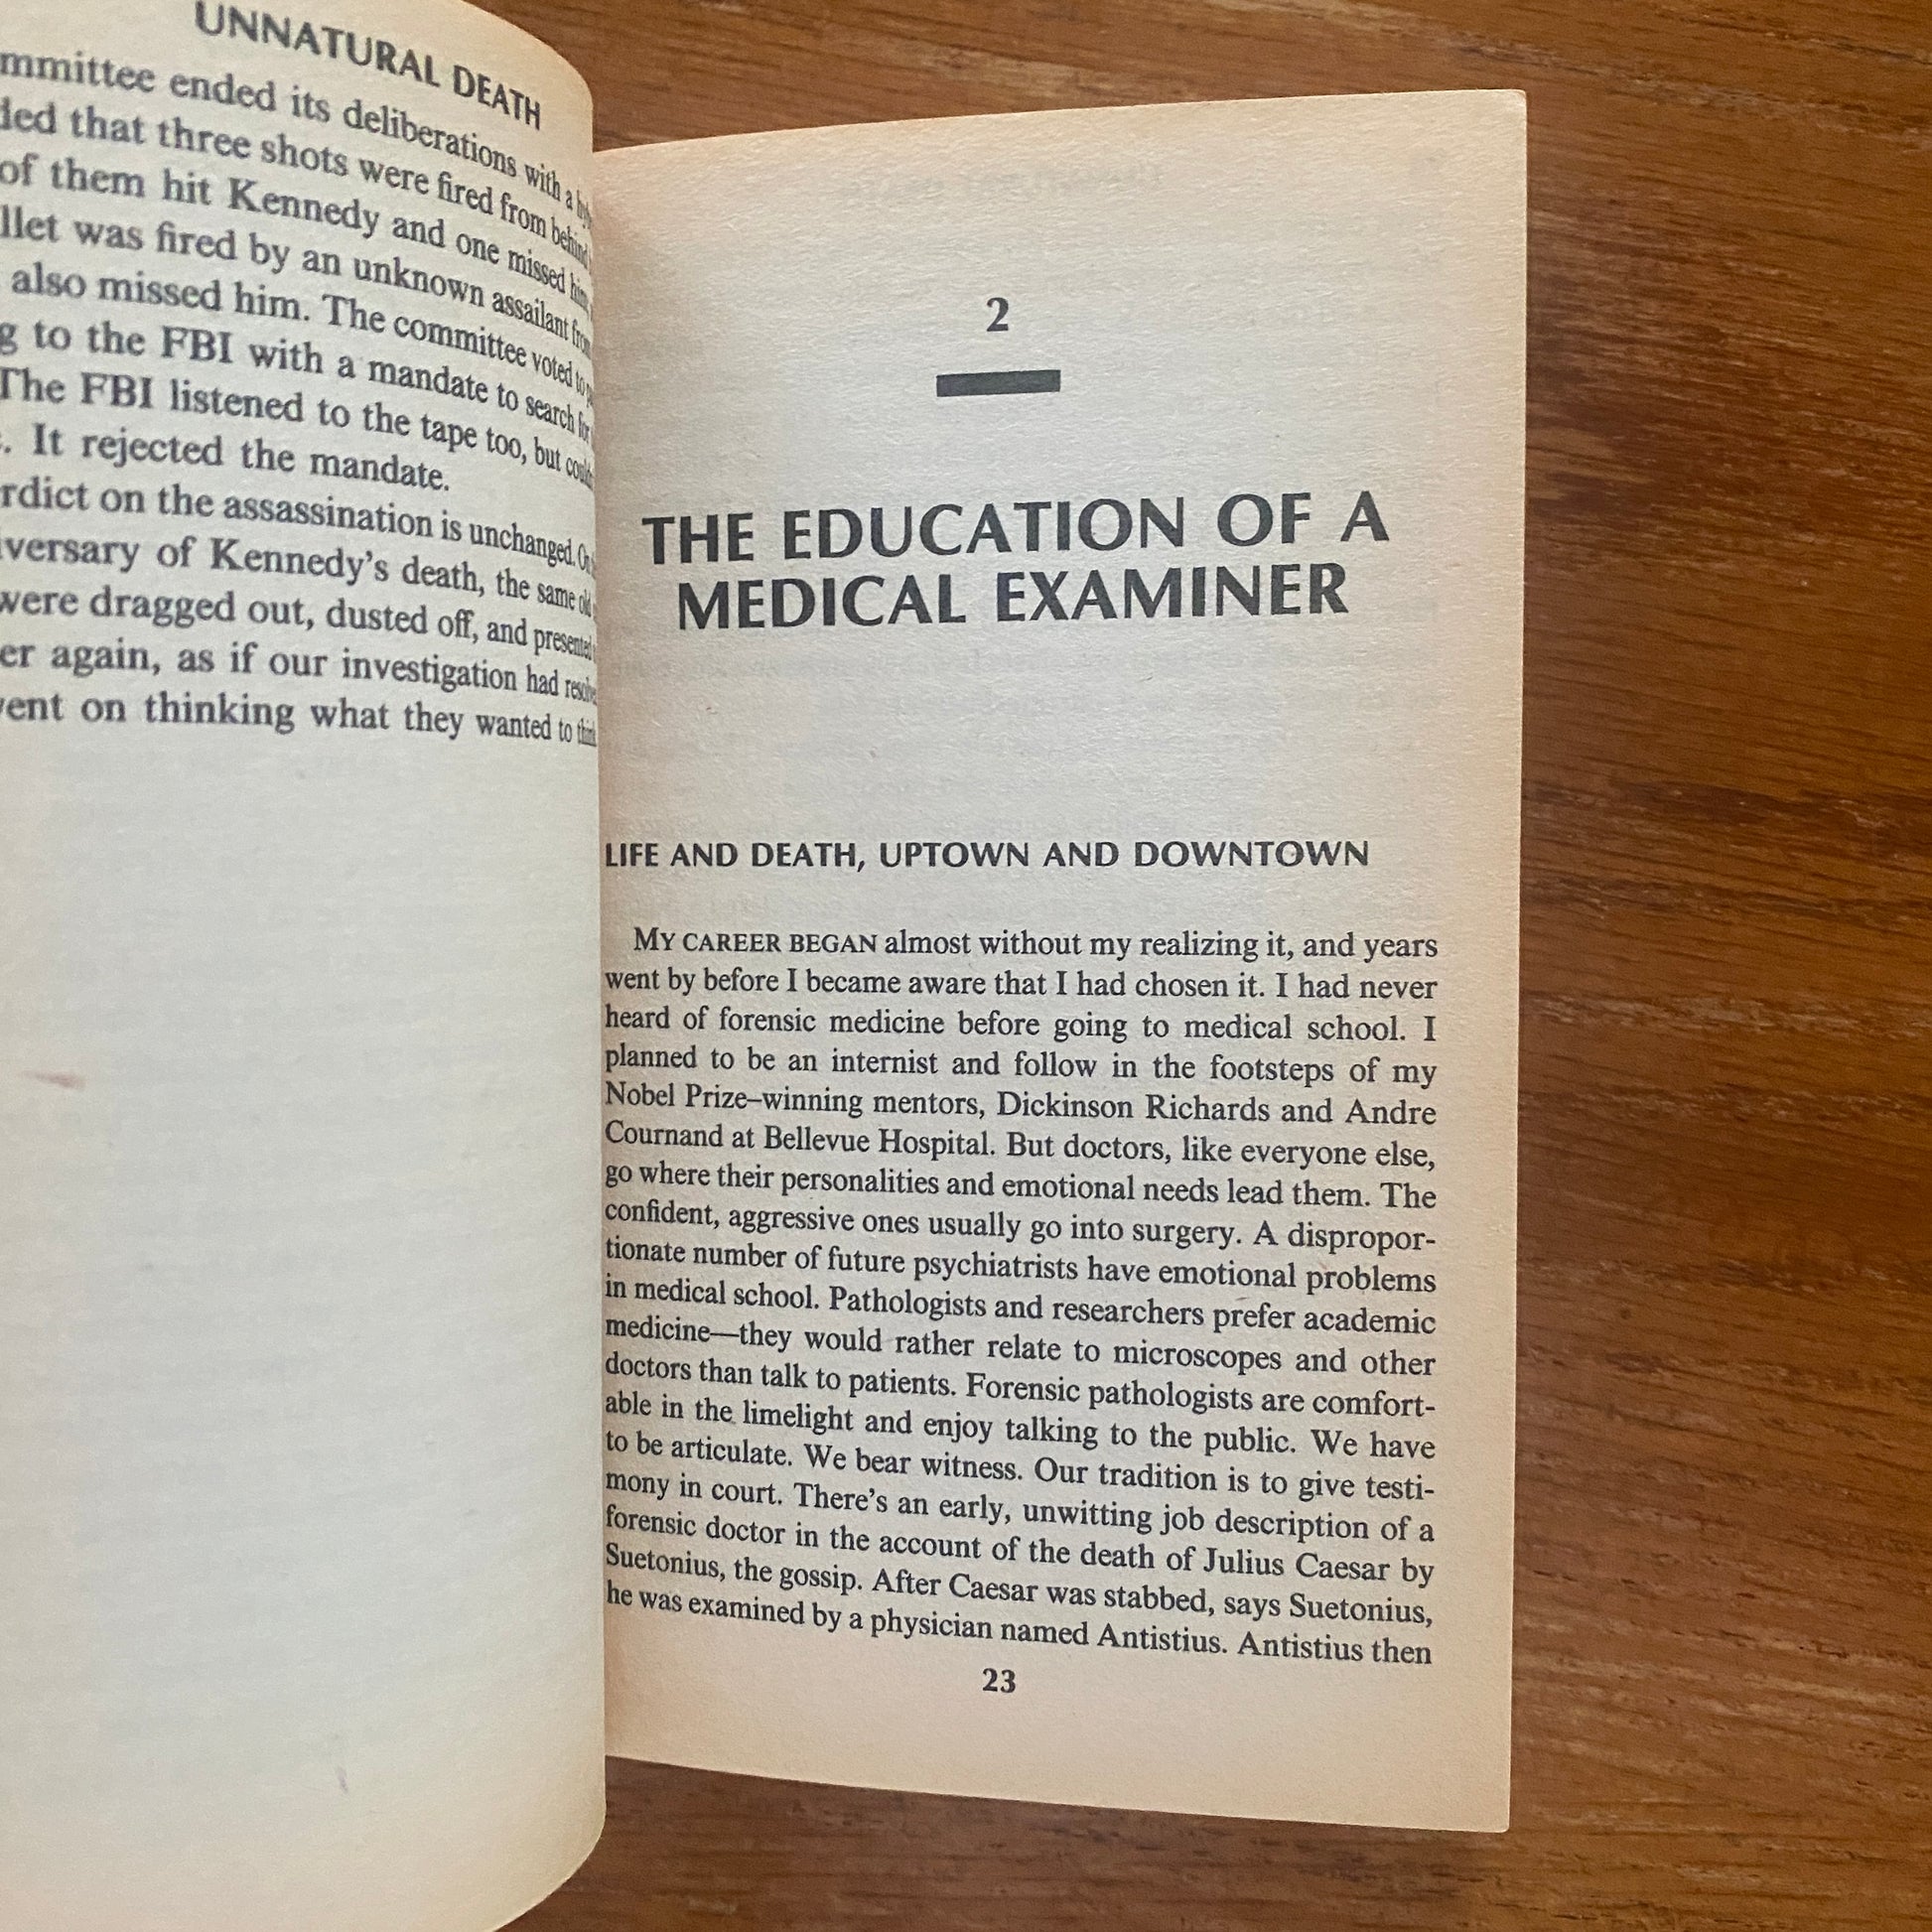 UNNATURAL DEATH
ended its deliberations with a
that three shots were fired from behind
of them hit Kennedy and one missed him,
was fired by an unknown assailant from
also missed him. The committee voted to
to the FBI with a mandate to search for
The FBI listened to the tape too, but
It rejected the mandate.
on the assassination is unchanged. On
of Kennedy's death, the same old
were dragged out, dusted off, and presented
again, as if our investigation had
on thinking what they wanted to think
2
THE EDUCATION OF A
MEDICAL EXAMINER
LIFE AND DEATH, UPTOWN AND DOWNTOWN
MY CAREER BEGAN almost without my realizing it, and years
went by before I became aware that I had chosen it. I had never
heard of forensic medicine before going to medical school. I
planned to be an internist and follow in the footsteps of my
Nobel Prize–winning mentors, Dickinson Richards and Andre
Cournand at Bellevue Hospital. But doctors, like everyone else,
go where their personalities and emotional needs lead them. The
confident, aggressive ones usually go into surgery. A dispropor-
tionate number of future psychiatrists have emotional problems
in medical school. Pathologists and researchers prefer academic
medicine—they would rather relate to microscopes and other
doctors than talk to patients. Forensic pathologists are comfort-
able in the limelight and enjoy talking to the public. We have
to be articulate. We bear witness. Our tradition is to give testi-
mony in court. There's an early, unwitting job description of a
forensic doctor in the account of the death of Julius Caesar by
Suetonius, the gossip. After Caesar was stabbed, says Suetonius,
he was examined by a physician named Antistius. Antistius then
23